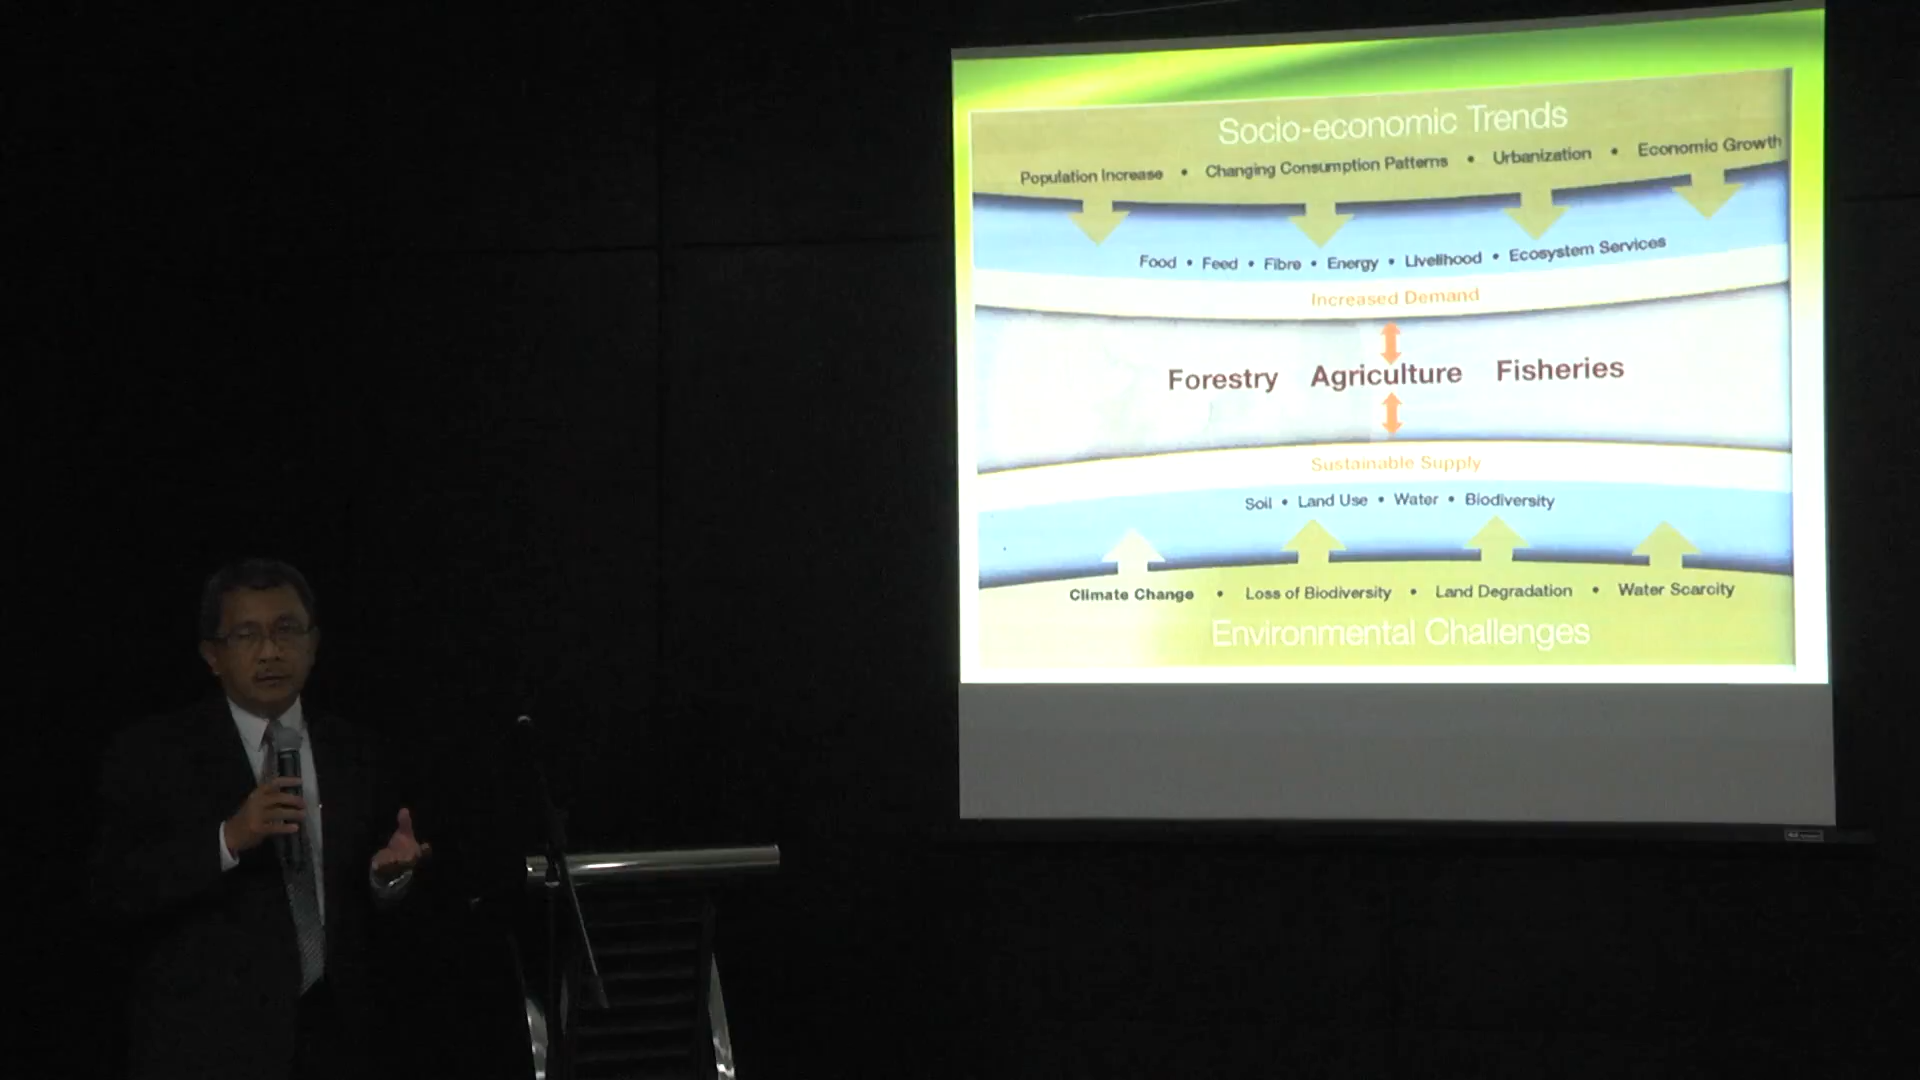 Socio-economic Trends
Population Increase • Changing Consumption Patterns • Urbanization • Economic Growth
Food • Feed • Fibre • Energy • Livelihood • Ecosystem Services
Increased Demand
Forestry Agriculture Fisheries
Sustainable Supply
Soil • Land Use • Water • Biodiversity
Climate Change • Loss of Biodiversity • Land Degradation • Water Scarcity
Environmental Challenges